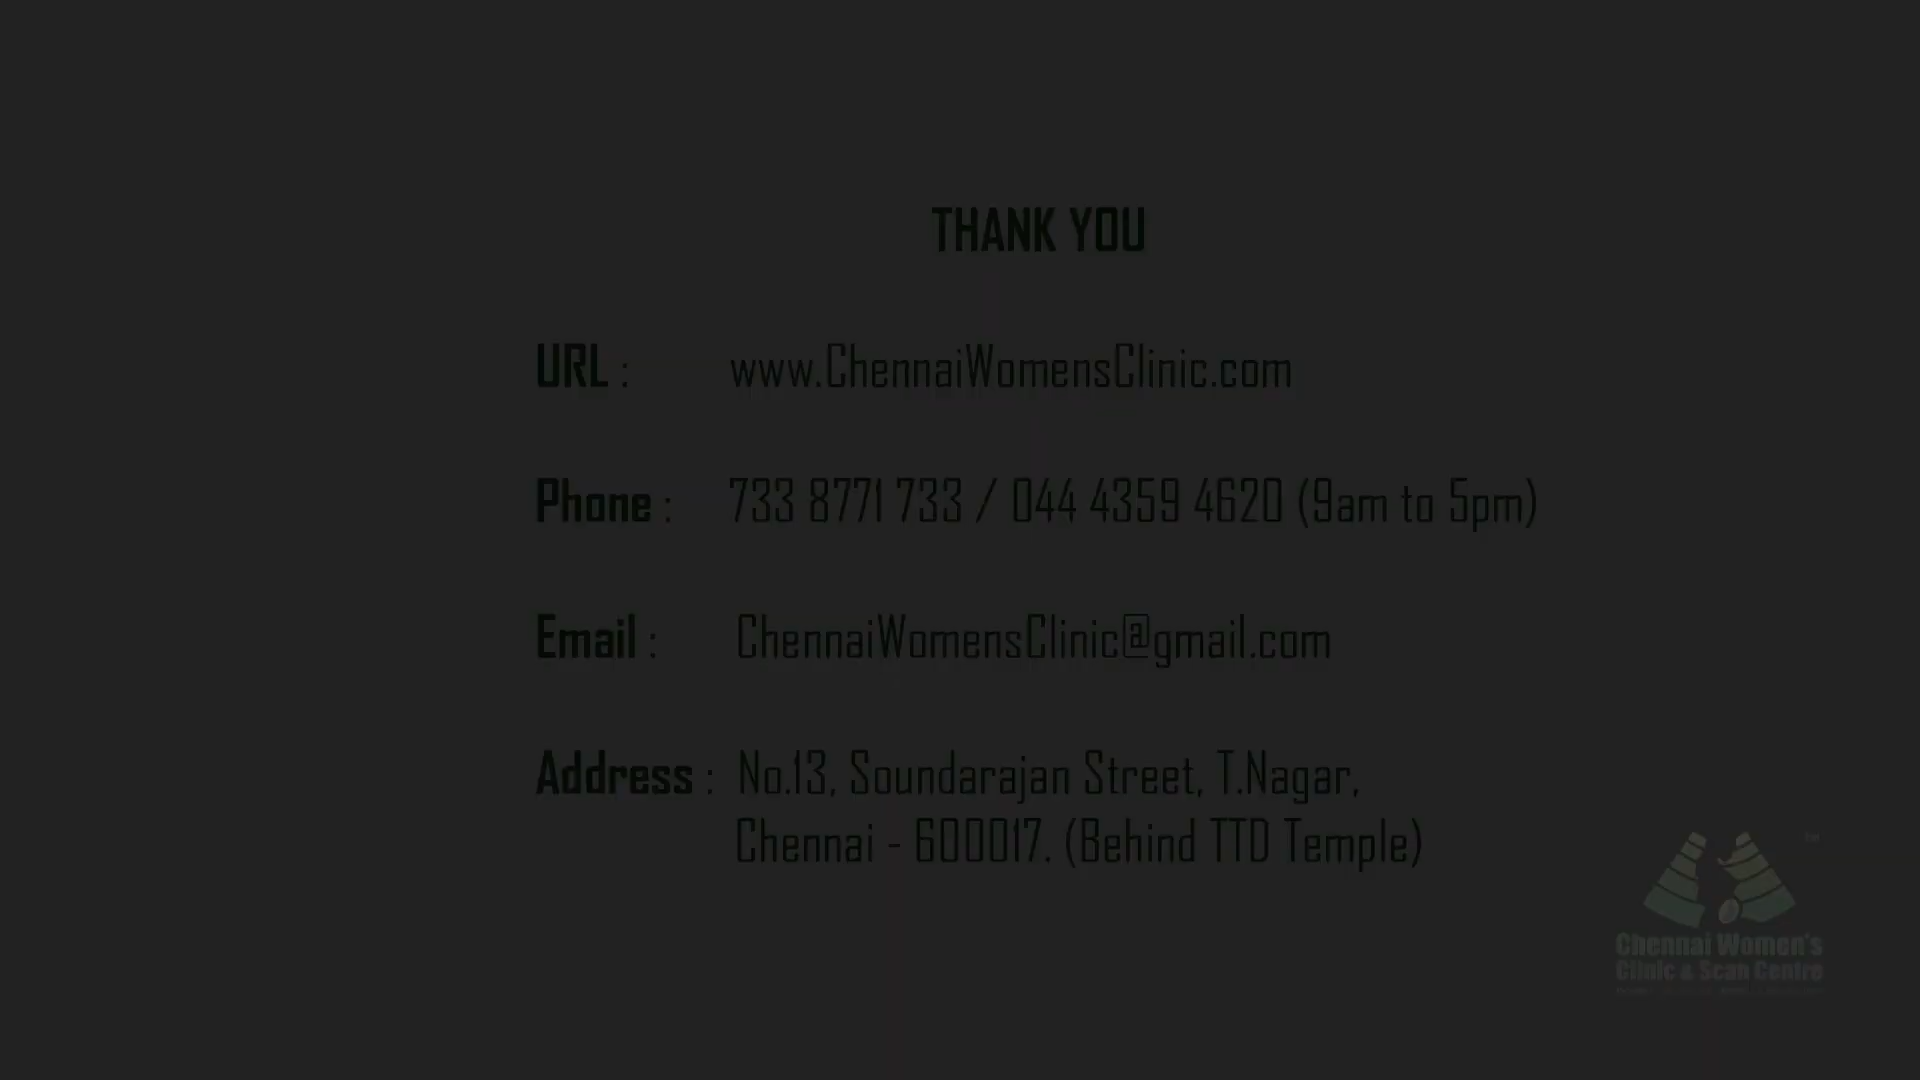 THANK YOU
URL : www.ChennaiWomensClinic.com
Phone : 733 8771 733 / 044 4359 4620 (9am to 5pm)
Email : ChennaiWomensClinic@gmail.com
Address : No.13, Soundarajan Street, T.Nagar,
Chennai - 600017. (Behind TTD Temple)
TM
Chennai Women's
Clinic & Scan Centre